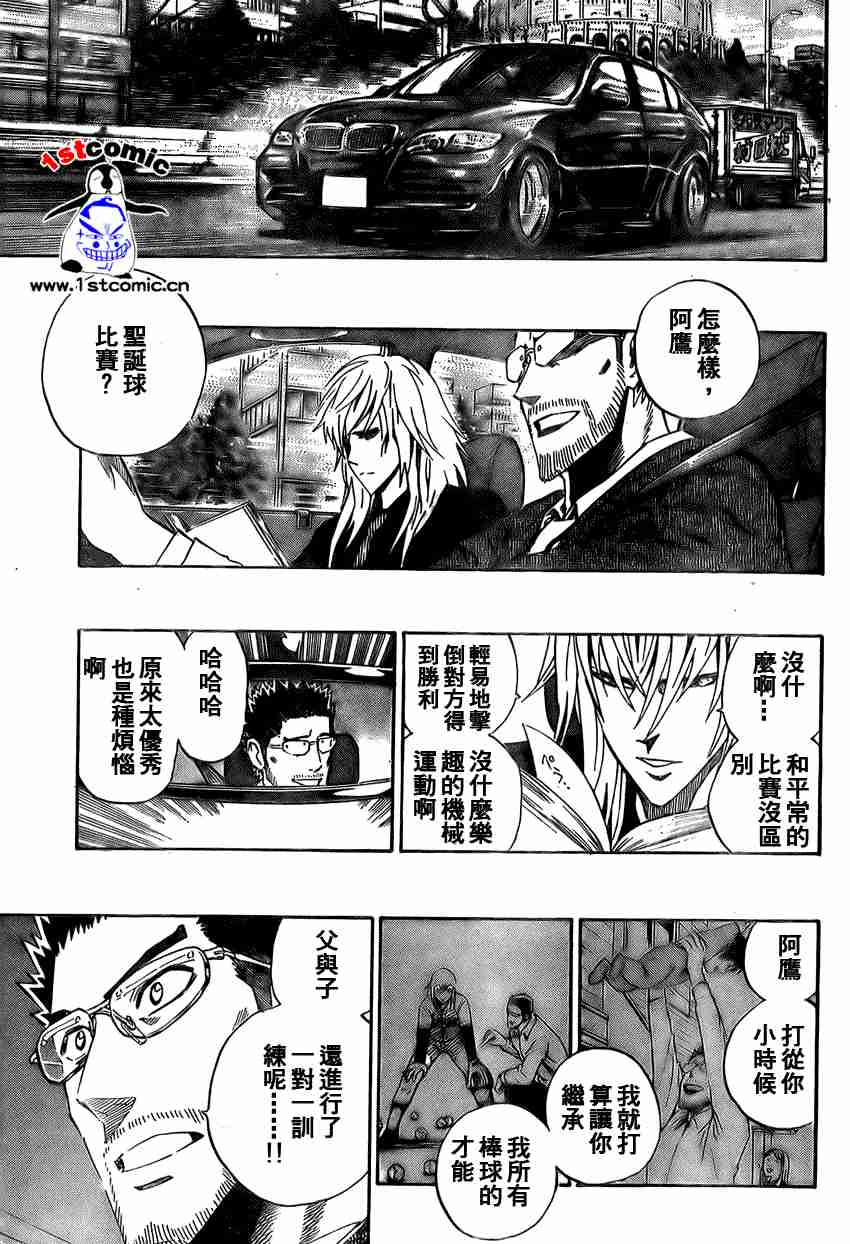 1stcomic
www.1stcomic.cn
怎麼樣，
阿鷹
聖誕球
比賽？
沒什
麼啊…
和平常的
比賽沒區
別
輕易地擊
倒對方得
到勝利
沒什麼樂
趣的機械
運動啊
哈哈哈
原來太優秀
也是種煩惱
啊
阿鷹
打從你
小時候
我就打
算讓你
繼承
我所有
棒球的
才能
父與子
還進行了
一對一訓
練呢……!!